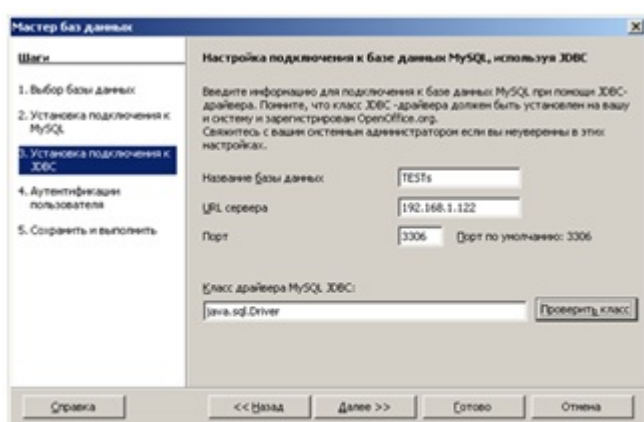 Мастер баз данных
Шаги
1. Выбор базы данных
2. Установка подключения к
MySQL
3. Установка подключения к
JDBC
4. Аутентификации
пользователя
5. Сохранить и выполнить
Настройка подключения к базе данных MySQL, используя JDBC
Введите информацию для подключения к базе данных MySQL при помощи JDBC-
драйвера. Помните, что класс JDBC -драйвера должен быть установлен на вашу
и систему и зарегистрирован OpenOffice.org.
Свяжитесь с вашим системным администратором если вы неуверенны в этих
настройках.
Название базы данных TESTs
URL сервера 192.168.1.122
Порт 3306 Порт по умолчанию: 3306
Класс драйвера MySQL JDBC:
java.sql.Driver Проверить класс
Справка << Назад Далее >> Готово Отмена